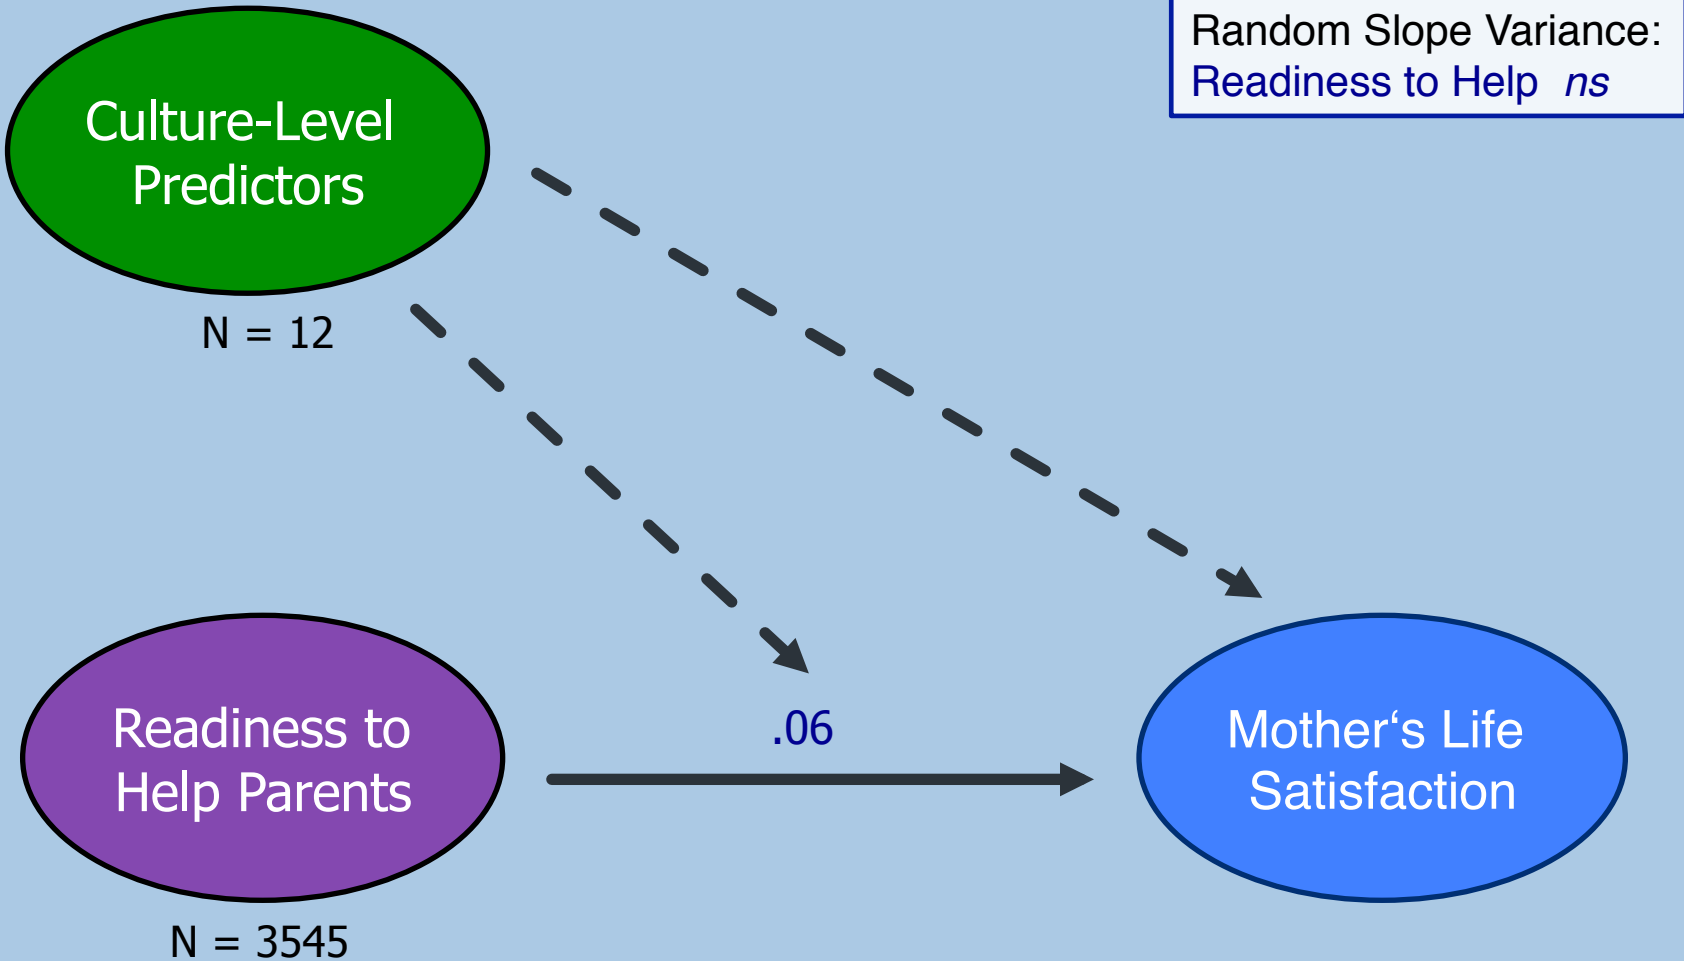 Random Slope Variance:
Readiness to Help ns
Culture-Level
Predictors
N = 12
.06
Readiness to
Help Parents
Mother‘s Life
Satisfaction
N = 3545